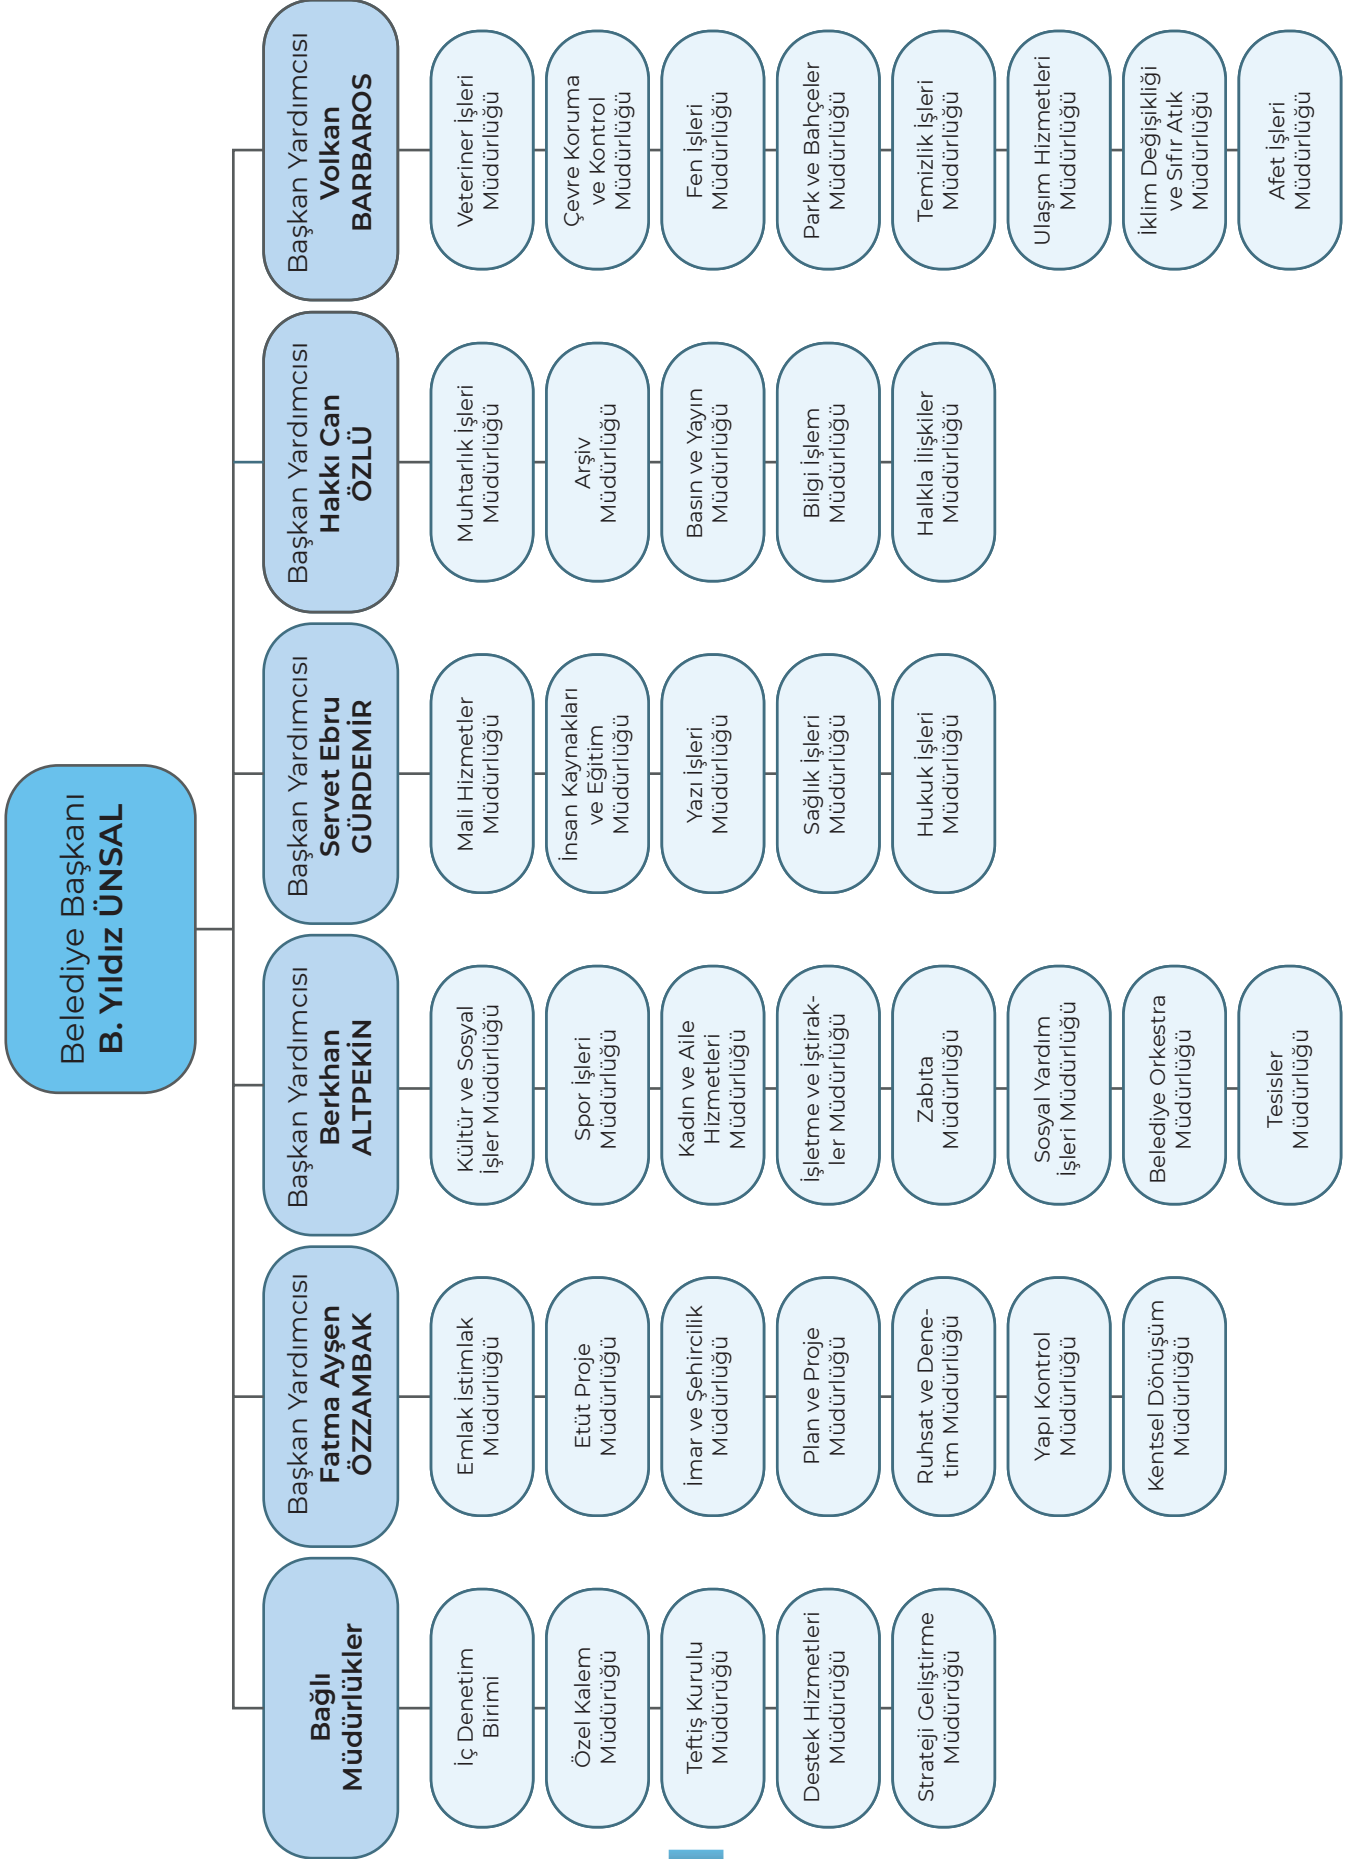 Belediye Başkanı
B. Yıldız ÜNSAL
Bağlı
Müdürlükler
İç Denetim
Birimi
Özel Kalem
Müdürüğü
Teftiş Kurulu
Müdürüğü
Destek Hizmetleri
Müdürüğü
Strateji Geliştirme
Müdürüğü
Başkan Yardımcısı
Fatma Ayşen
ÖZZAMBAK
Emlak İstimlak
Müdürlüğü
Etüt Proje
Müdürlüğü
İmar ve Şehircilik
Müdürlüğü
Plan ve Proje
Müdürlüğü
Ruhsat ve Dene-
tim Müdürlüğü
Yapı Kontrol
Müdürlüğü
Kentsel Dönüşüm
Müdürlüğü
Başkan Yardımcısı
Berkhan
ALTPEKİN
Kültür ve Sosyal
İşler Müdürlüğü
Spor İşleri
Müdürlüğü
Kadın ve Aile
Hizmetleri
Müdürlüğü
İşletme ve İştirak-
ler Müdürlüğü
Zabıta
Müdürlüğü
Sosyal Yardım
İşleri Müdürlüğü
Belediye Orkestra
Müdürlüğü
Tesisler
Müdürlüğü
Başkan Yardımcısı
Servet Ebru
GÜRDEMİR
Mali Hizmetler
Müdürlüğü
İnsan Kaynakları
ve Eğitim
Müdürlüğü
Yazı İşleri
Müdürlüğü
Sağlık İşleri
Müdürlüğü
Hukuk İşleri
Müdürlüğü
Başkan Yardımcısı
Hakkı Can
ÖZLÜ
Muhtarlık İşleri
Müdürlüğü
Arşiv
Müdürlüğü
Basın ve Yayın
Müdürlüğü
Bilgi İşlem
Müdürlüğü
Halkla İlişkiler
Müdürlüğü
Başkan Yardımcısı
Volkan
BARBAROS
Veteriner İşleri
Müdürlüğü
Çevre Koruma
ve Kontrol
Müdürlüğü
Fen İşleri
Müdürlüğü
Park ve Bahçeler
Müdürlüğü
Temizlik İşleri
Müdürlüğü
Ulaşım Hizmetleri
Müdürlüğü
İklim Değişikliği
ve Sıfır Atık
Müdürlüğü
Afet İşleri
Müdürlüğü